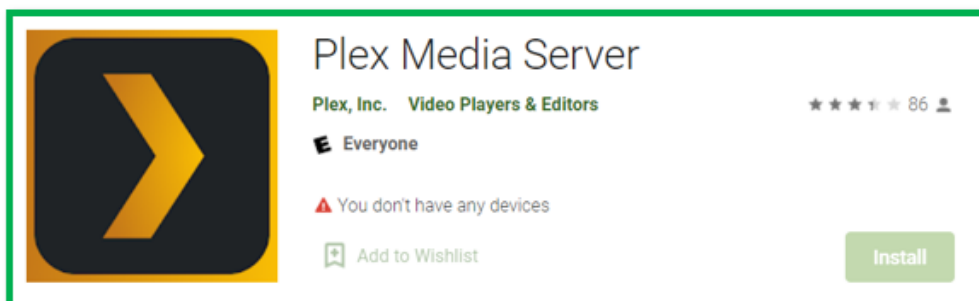 Plex Media Server
Plex, Inc. Video Players & Editors 86
E Everyone
You don't have any devices
Add to Wishlist Install